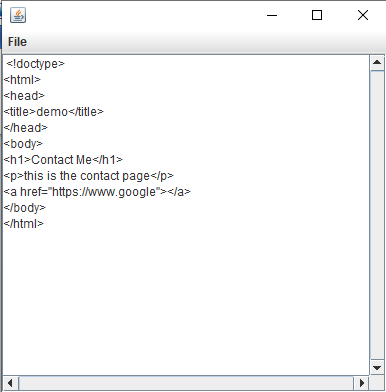 File
<!doctype>
<html>
<head>
<title>demo</title>
</head>
<body>
<h1>Contact Me</h1>
<p>this is the contact page</p>
<a href="https://www.google"></a>
</body>
</html>